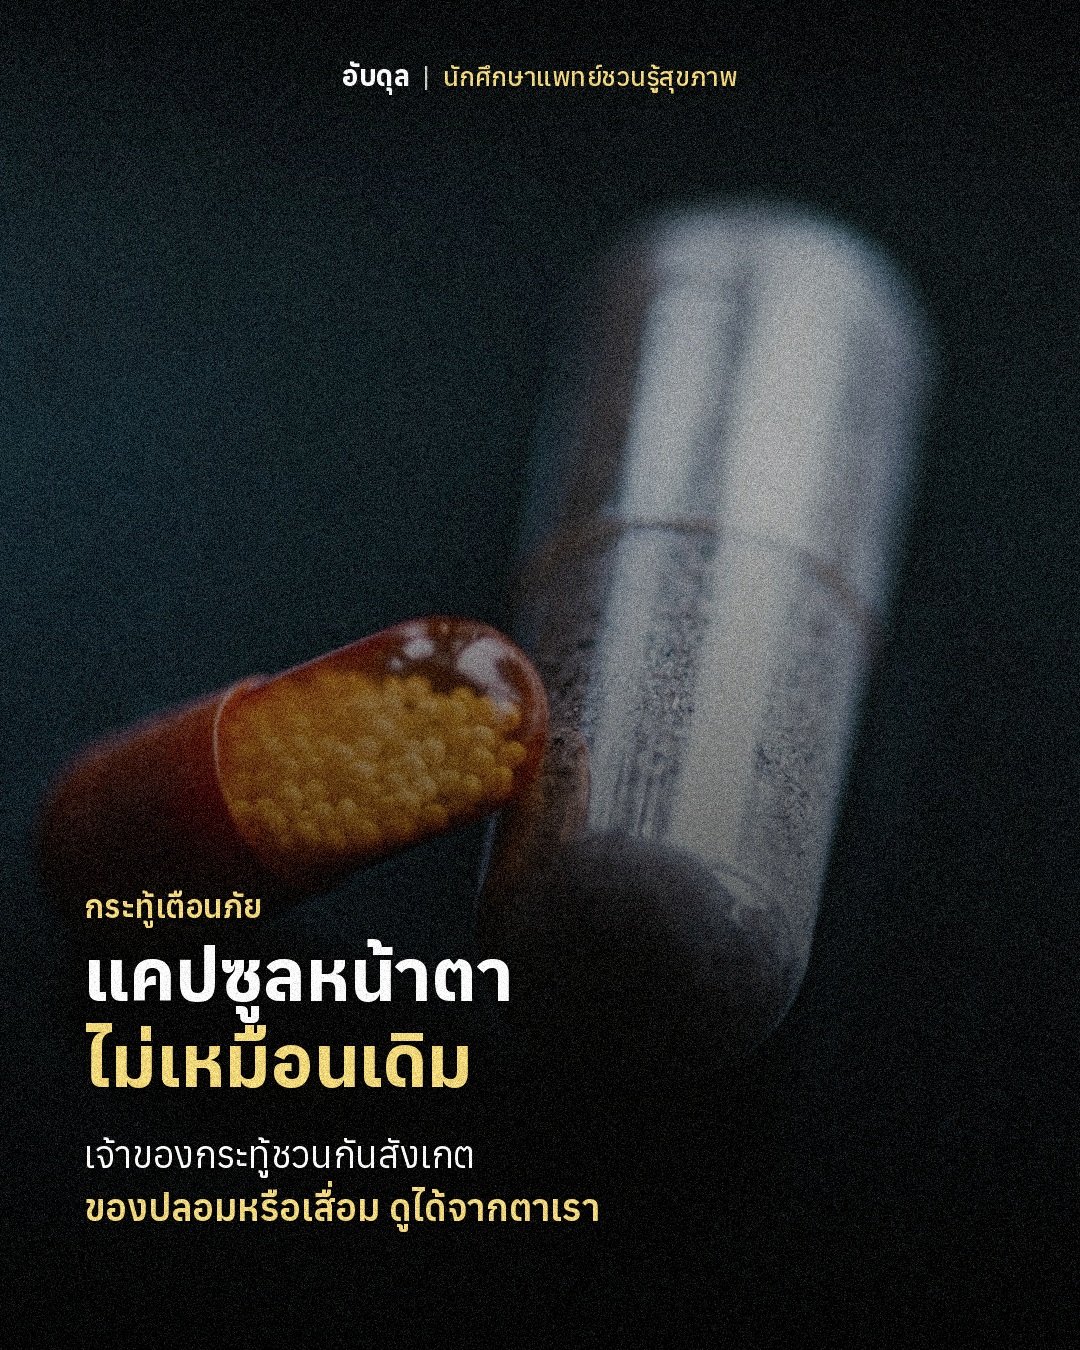 อับดุล | นักศึกษาแพทย์ชวนรู้สุขภาพ
กระทู้เตือนภัย
แคปซูลหน้าตา
ไม่เหมือนเดิม
เจ้าของกระทู้ชวนกันสังเกต
ของปลอมหรือเสื่อม ดูได้จากตาเรา